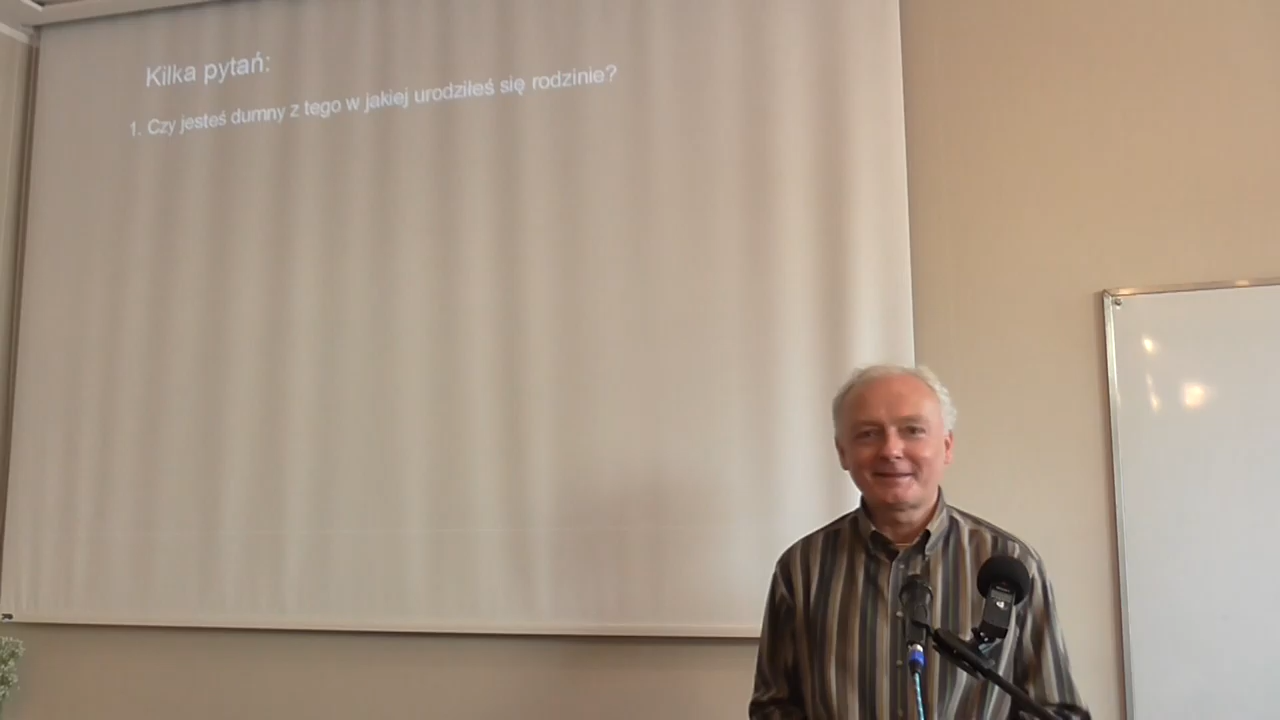 Kilka pytań:
1. Czy jesteś dumny z tego w jakiej urodziłeś się rodzinie?